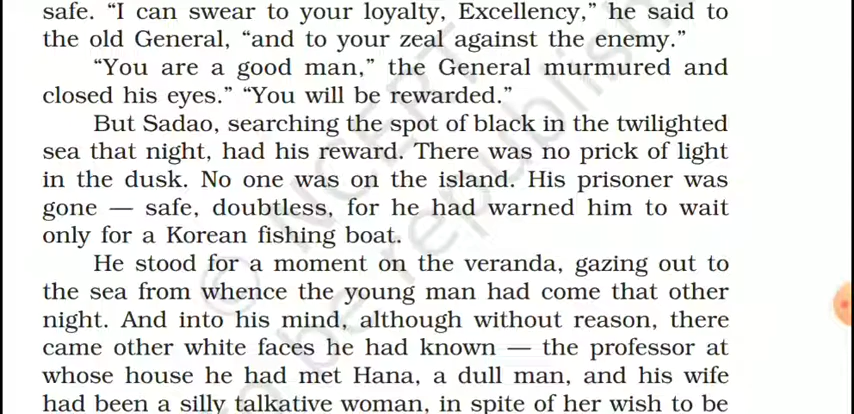 safe. “I can swear to your loyalty, Excellency,” he said to
the old General, “and to your zeal against the enemy.”
“You are a good man,” the General murmured and
closed his eyes.” “You will be rewarded.”
But Sadao, searching the spot of black in the twilighted
sea that night, had his reward. There was no prick of light
in the dusk. No one was on the island. His prisoner was
gone — safe, doubtless, for he had warned him to wait
only for a Korean fishing boat.
He stood for a moment on the veranda, gazing out to
the sea from whence the young man had come that other
night. And into his mind, although without reason, there
came other white faces he had known — the professor at
whose house he had met Hana, a dull man, and his wife
had been a silly talkative woman, in spite of her wish to be
© NCERT
to be republish